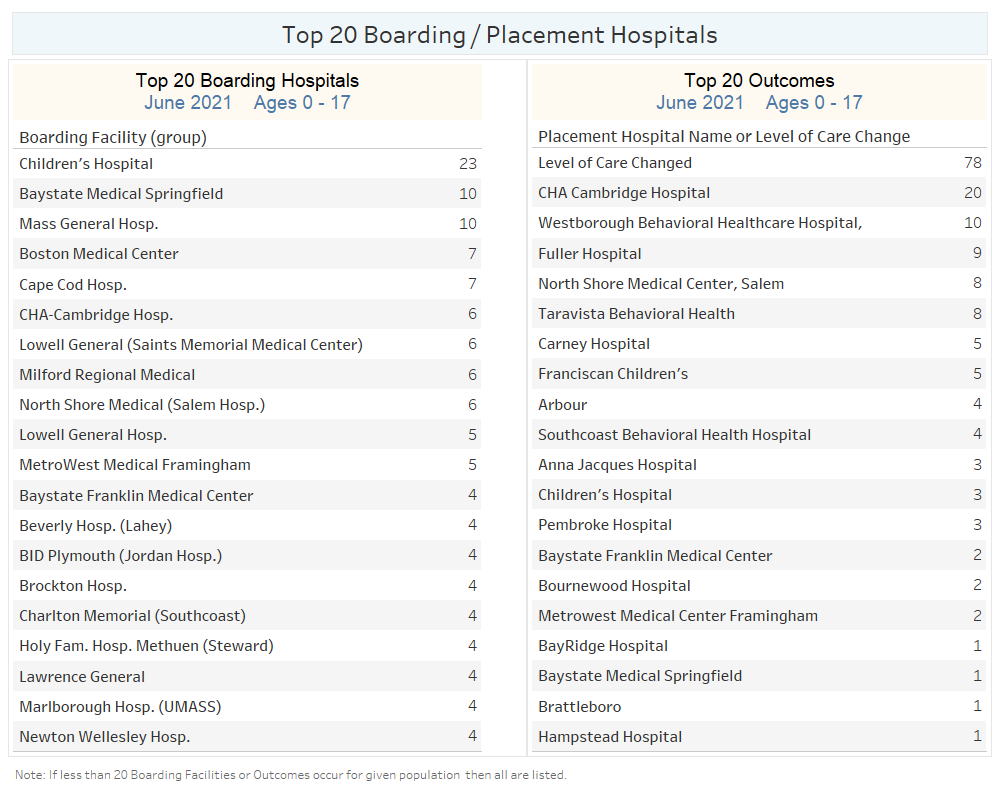 Top 20 Boarding / Placement Hospitals
Top 20 Boarding Hospitals
June 2021 Ages 0 - 17
Boarding Facility (group)
Children's Hospital 23
Baystate Medical Springfield 10
Mass General Hosp. 10
Boston Medical Center 7
Cape Cod Hosp. 7
CHA-Cambridge Hosp. 6
Lowell General (Saints Memorial Medical Center) 6
Milford Regional Medical 6
North Shore Medical (Salem Hosp.) 6
Lowell General Hosp. 5
MetroWest Medical Framingham 5
Baystate Franklin Medical Center 4
Beverly Hosp. (Lahey) 4
BID Plymouth (Jordan Hosp.) 4
Brockton Hosp. 4
Charlton Memorial (Southcoast) 4
Holy Fam. Hosp. Methuen (Steward) 4
Lawrence General 4
Marlborough Hosp. (UMASS) 4
Newton Wellesley Hosp. 4
Top 20 Outcomes
June 2021 Ages 0 - 17
Placement Hospital Name or Level of Care Change
Level of Care Changed 78
CHA Cambridge Hospital 20
Westborough Behavioral Healthcare Hospital, 10
Fuller Hospital 9
North Shore Medical Center, Salem 8
Taravista Behavioral Health 8
Carney Hospital 5
Franciscan Children's 5
Arbour 4
Southcoast Behavioral Health Hospital 4
Anna Jacques Hospital 3
Children's Hospital 3
Pembroke Hospital 3
Baystate Franklin Medical Center 2
Bournewood Hospital 2
Metrowest Medical Center Framingham 2
BayRidge Hospital 1
Baystate Medical Springfield 1
Brattleboro 1
Hampstead Hospital 1
Note: If less than 20 Boarding Facilities or Outcomes occur for given population then all are listed.